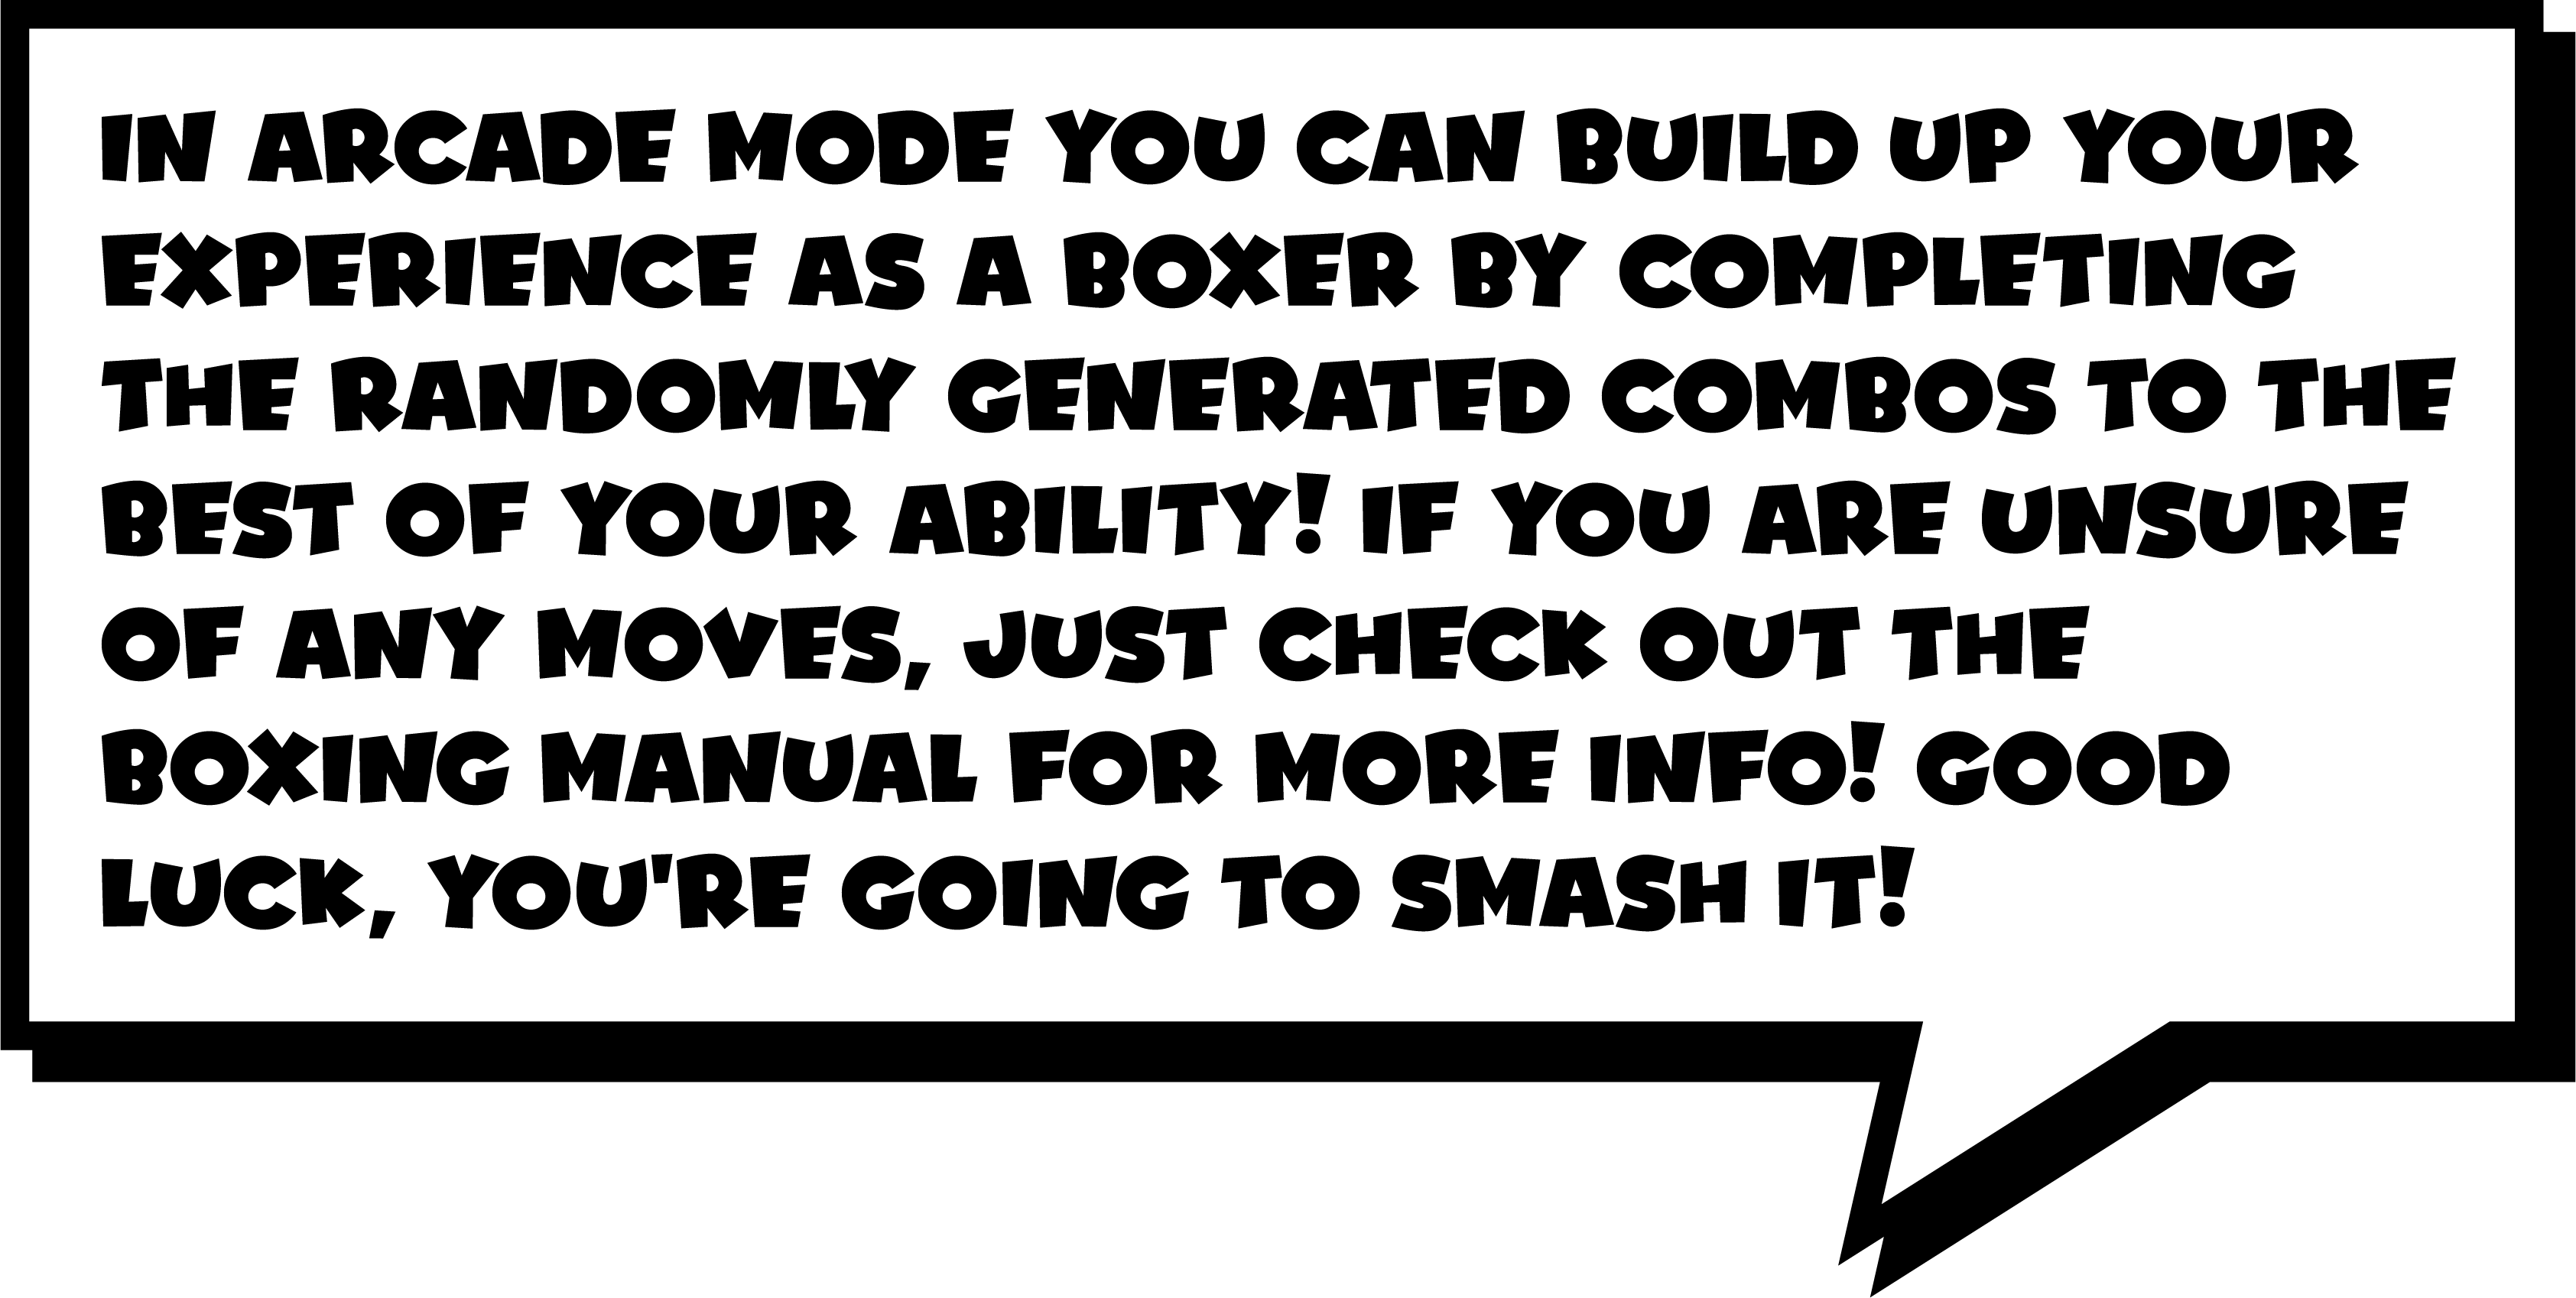 IN ARCADE MODE YOU CAN BUILD UP YOUR
EXPERIENCE AS A BOXER BY COMPLETING
THE RANDOMLY GENERATED COMBOS TO THE
BEST OF YOUR ABILITY! IF YOU ARE UNSURE
OF ANY MOVES, JUST CHECK OUT THE
BOXING MANUAL FOR MORE INFO! GOOD
LUCK, YOU'RE GOING TO SMASH IT!